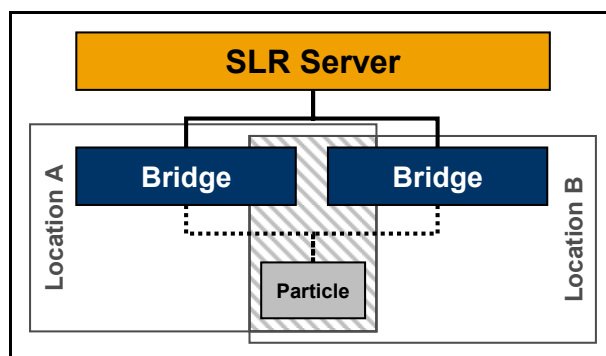 SLR Server
Location A
Bridge
Bridge
Location B
Particle